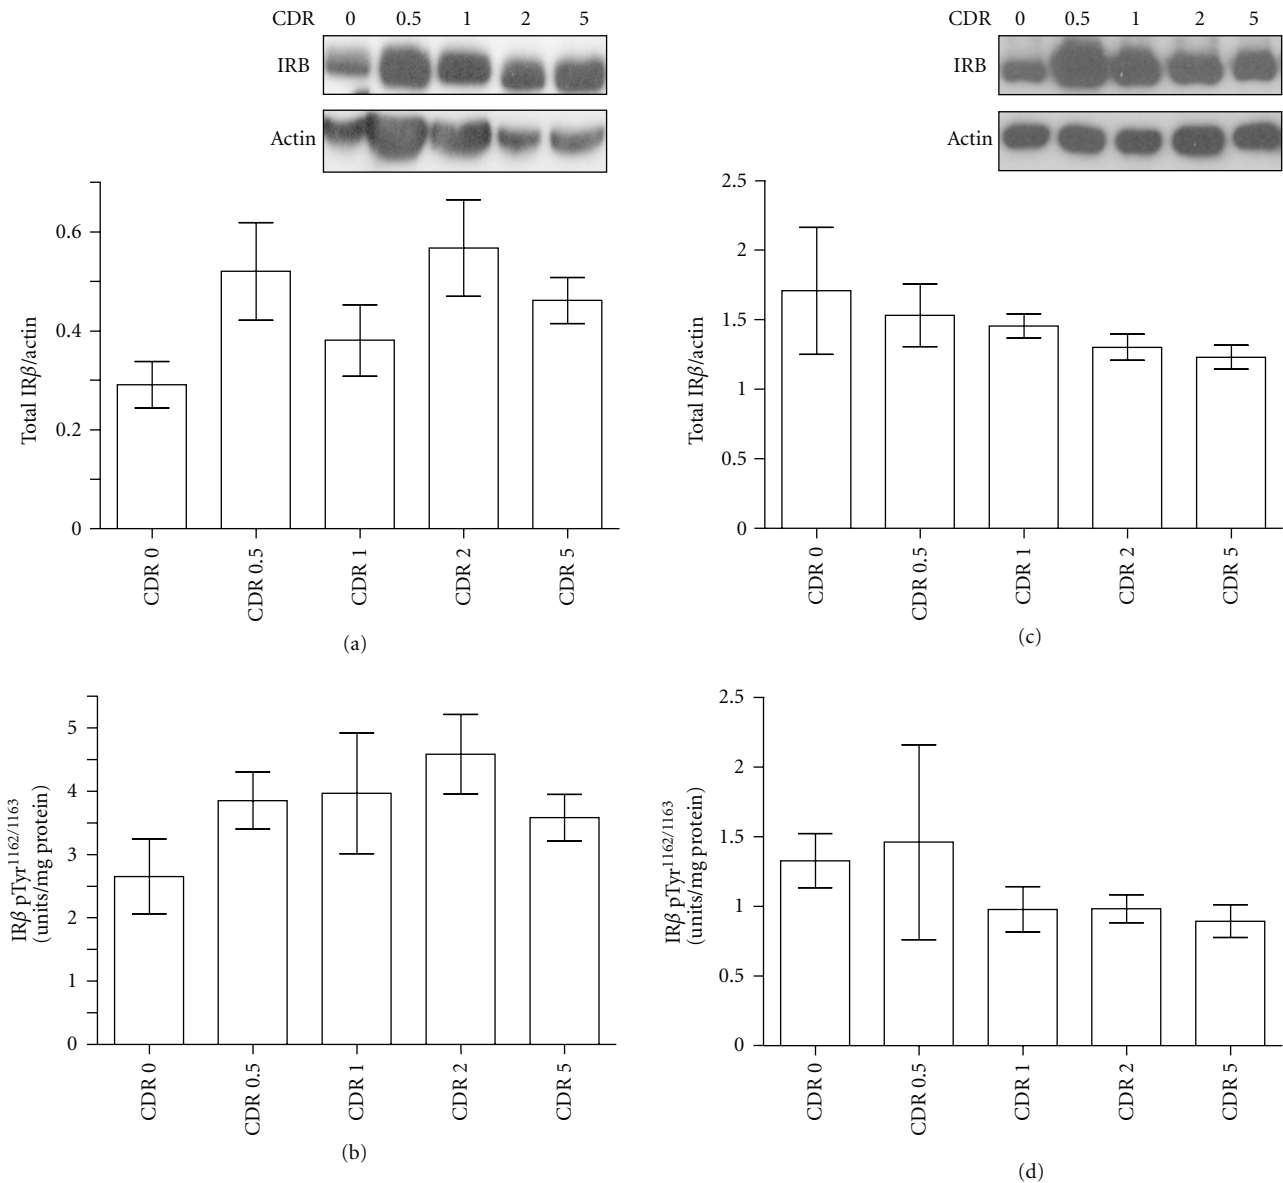 CDR 0 0.5 1 2 5
IRB
Actin
0.6
0.4
0.2
0
Total IRβ/actin
CDR 0
CDR 0.5
CDR 1
CDR 2
CDR 5
(a)
CDR 0 0.5 1 2 5
IRB
Actin
2.5
2
1.5
1
0.5
0
Total IRβ/actin
CDR 0
CDR 0.5
CDR 1
CDR 2
CDR 5
(c)
5
4
3
2
1
0
IRβ pTyr¹¹⁶²/¹¹⁶³
(units/mg protein)
CDR 0
CDR 0.5
CDR 1
CDR 2
CDR 5
(b)
2.5
2
1.5
1
0.5
0
IRβ pTyr¹¹⁶²/¹¹⁶³
(units/mg protein)
CDR 0
CDR 0.5
CDR 1
CDR 2
CDR 5
(d)